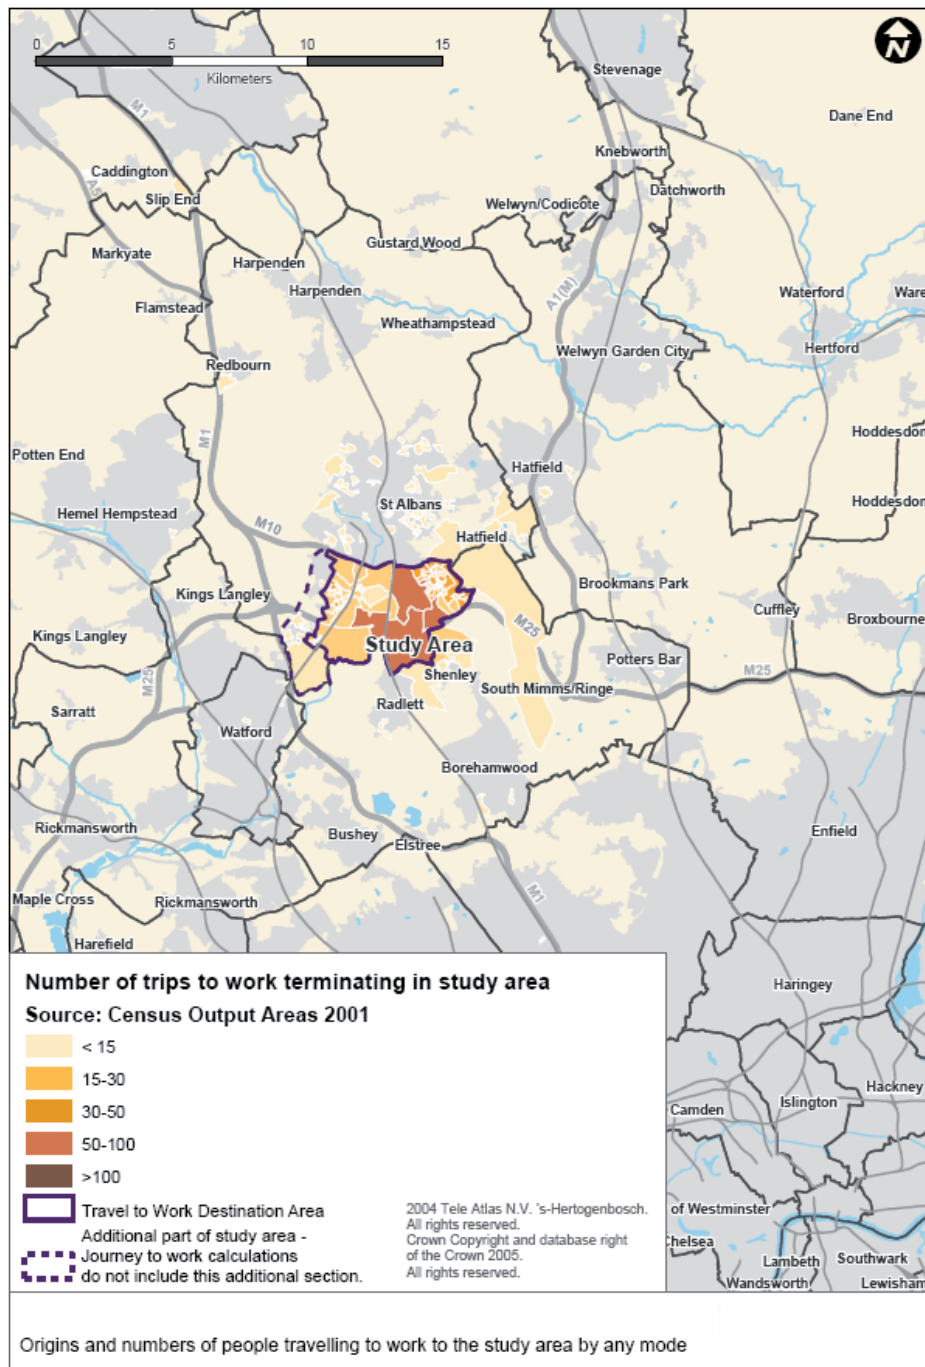 0 5 10 15
Kilometers
N
Stevenage
M1
Dane End
Knebworth
Caddington
A5
Datchworth
Slip End
Welwyn/Codicote
Gustard Wood
Markyate
Harpenden
Harpenden
A1(M)
Waterford
Ware
Flamstead
Wheathampstead
Hertford
Welwyn Garden City
Redbourn
M1
Hoddesdon
Potten End
Hatfield
St Albans
Hoddesdon
Hemel Hempstead
M10
Hatfield
Brookmans Park
Kings Langley
Cuffley
Broxbourne
M25
Kings Langley
Study Area
Potters Bar
M25
Shenley
M25
South Mimms/Ringe
Radlett
Sarratt
Watford
Borehamwood
Rickmansworth
Bushey
Enfield
Elstree
M1
Maple Cross
Rickmansworth
Harefield
Haringey
Hackney
Islington
Camden
of Westminster
Chelsea
Southwark
Lambeth
Wandsworth
Lewisham
Number of trips to work terminating in study area
Source: Census Output Areas 2001
< 15
15-30
30-50
50-100
>100
Travel to Work Destination Area
Additional part of study area -
Journey to work calculations
do not include this additional section.
2004 Tele Atlas N.V. 's-Hertogenbosch.
All rights reserved.
Crown Copyright and database right
of the Crown 2005.
All rights reserved.
Origins and numbers of people travelling to work to the study area by any mode